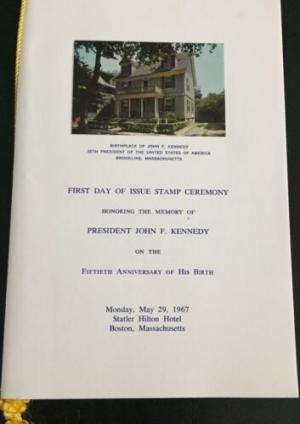 BIRTHPLACE OF JOHN F. KENNEDY
35TH PRESIDENT OF THE UNITED STATES OF AMERICA
BROOKLINE, MASSACHUSETTS
FIRST DAY OF ISSUE STAMP CEREMONY
HONORING THE MEMORY OF
PRESIDENT JOHN F. KENNEDY
ON THE
FIFTIETH ANNIVERSARY OF HIS BIRTH
Monday, May 29, 1967
Statler Hilton Hotel
Boston, Massachusetts